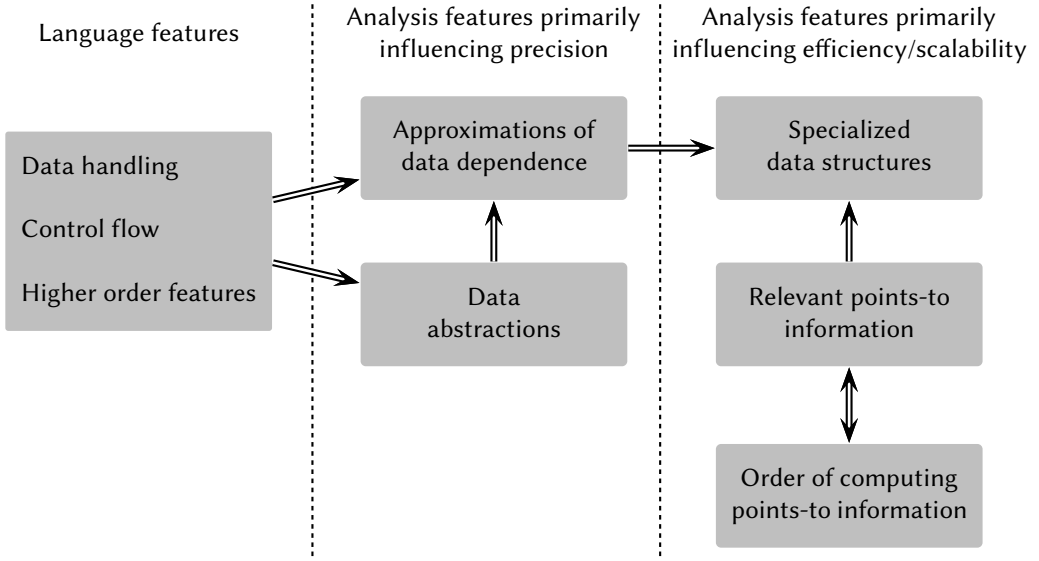 Language features
Analysis features primarily
influencing precision
Analysis features primarily
influencing efficiency/scalability
Data handling
Control flow
Higher order features
Approximations of
data dependence
Data
abstractions
Specialized
data structures
Relevant points-to
information
Order of computing
points-to information